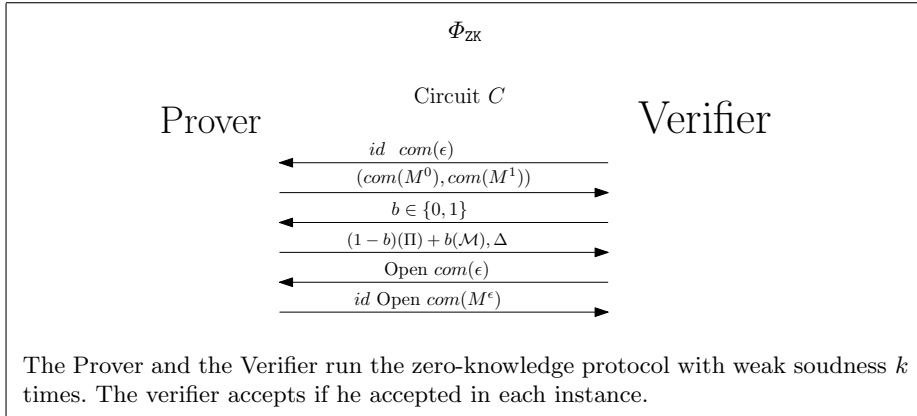 Φ_ZK
Circuit C
Prover
Verifier
id com(ϵ)
(com(M^0), com(M^1))
b ∈ {0, 1}
(1 − b)(Π) + b(ℳ), Δ
Open com(ϵ)
id Open com(M^ϵ)
The Prover and the Verifier run the zero-knowledge protocol with weak soudness k
times. The verifier accepts if he accepted in each instance.